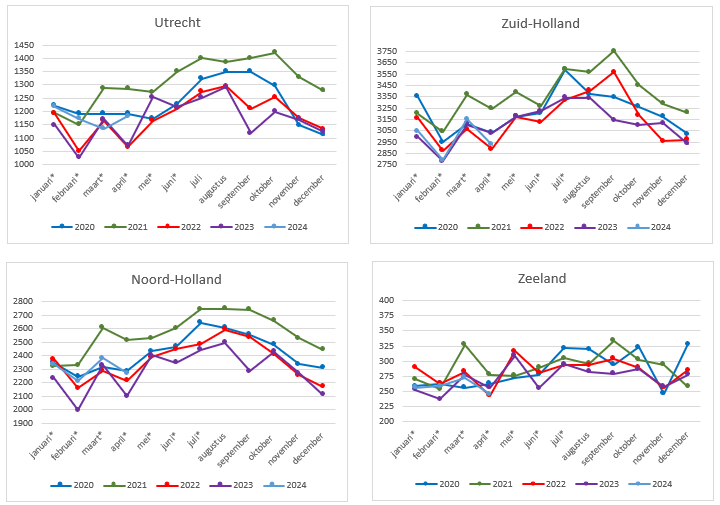 Utrecht
1450
1400
1350
1300
1250
1200
1150
1100
1050
1000
januari*
februari*
maart*
april*
mei*
juni*
juli
augustus
september
oktober
november
december
2020 2021 2022 2023 2024
Zuid-Holland
3750
3650
3550
3450
3350
3250
3150
3050
2950
2850
2750
januari*
februari*
maart*
april*
mei*
juni*
juli*
augustus
september
oktober
november
december
2020 2021 2022 2023 2024
Noord-Holland
2800
2700
2600
2500
2400
2300
2200
2100
2000
1900
januari*
februari*
maart*
april*
mei*
juni*
juli*
augustus
september
oktober
november
december
2020 2021 2022 2023 2024
Zeeland
400
375
350
325
300
275
250
225
200
januari*
februari*
maart*
april*
mei*
juni*
juli*
augustus
september
oktober
november
december
2020 2021 2022 2023 2024